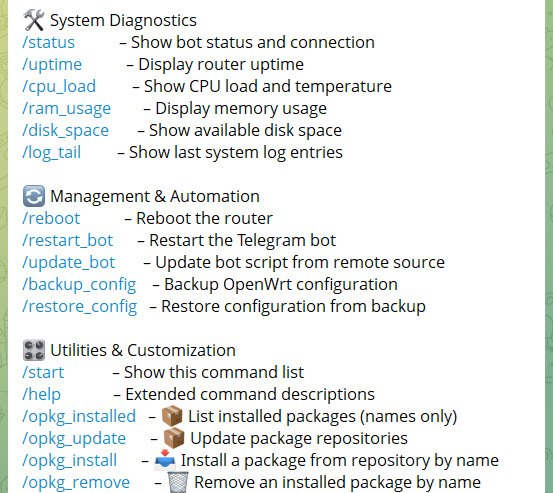 🛠 System Diagnostics
/status – Show bot status and connection
/uptime – Display router uptime
/cpu_load – Show CPU load and temperature
/ram_usage – Display memory usage
/disk_space – Show available disk space
/log_tail – Show last system log entries
🔄 Management & Automation
/reboot – Reboot the router
/restart_bot – Restart the Telegram bot
/update_bot – Update bot script from remote source
/backup_config – Backup OpenWrt configuration
/restore_config – Restore configuration from backup
🎛 Utilities & Customization
/start – Show this command list
/help – Extended command descriptions
/opkg_installed – 📦 List installed packages (names only)
/opkg_update – 📦 Update package repositories
/opkg_install – 📥 Install a package from repository by name
/opkg_remove – 🗑 Remove an installed package by name